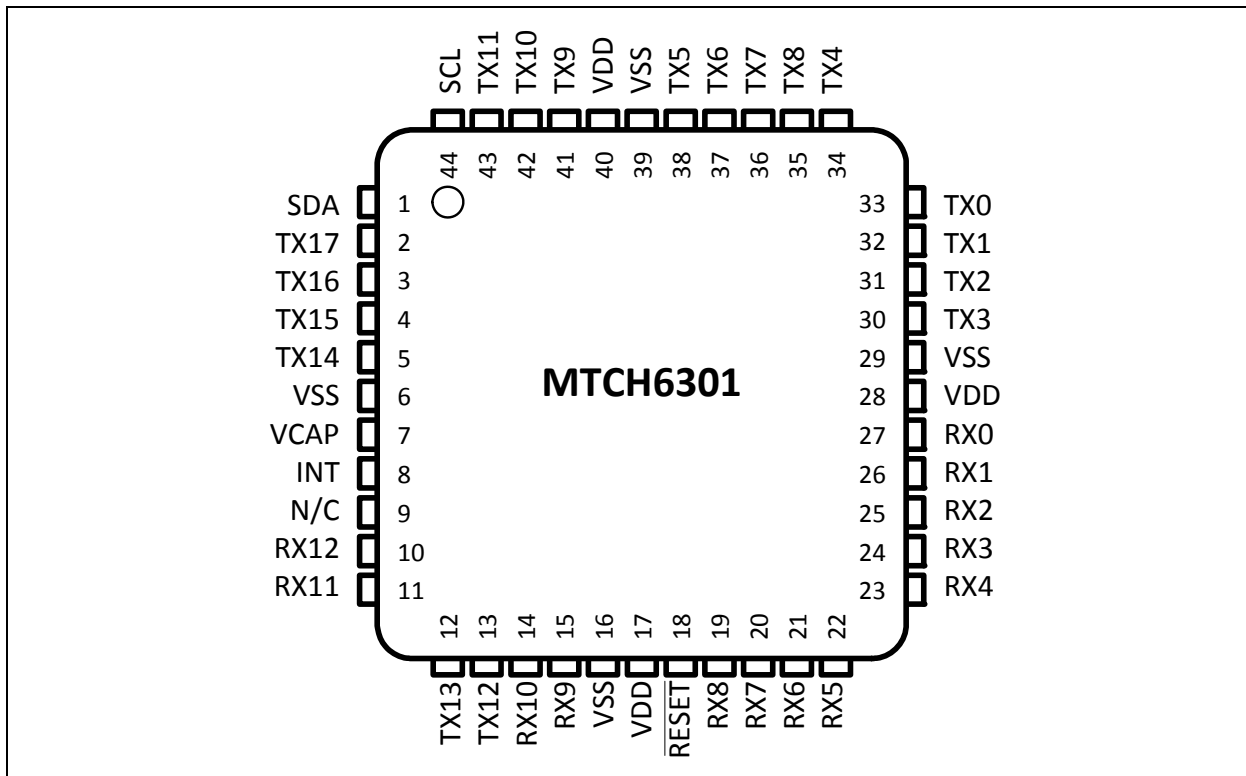 SCL TX11 TX10 TX9 VDD VSS TX5 TX6 TX7 TX8 TX4
44 43 42 41 40 39 38 37 36 35 34
SDA 1 33 TX0
TX17 2 32 TX1
TX16 3 31 TX2
TX15 4 30 TX3
TX14 5 29 VSS
MTCH6301
VSS 6 28 VDD
VCAP 7 27 RX0
INT 8 26 RX1
N/C 9 25 RX2
RX12 10 24 RX3
RX11 11 23 RX4
12 13 14 15 16 17 18 19 20 21 22
TX13 TX12 RX10 RX9 VSS VDD RESET RX8 RX7 RX6 RX5